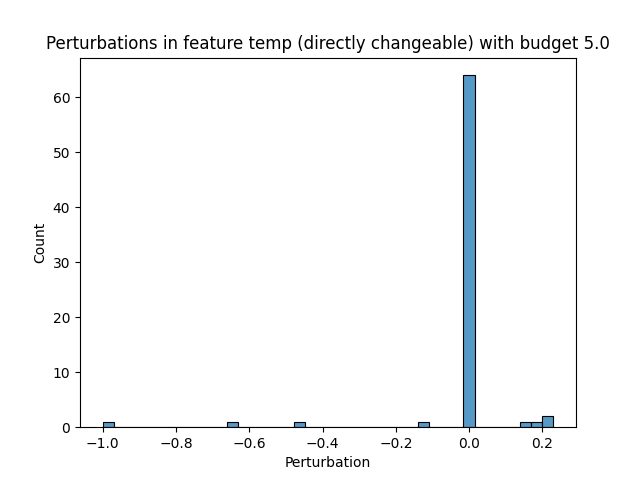 Perturbations in feature temp (directly changeable) with budget 5.0
60
50
40
30
20
10
0
Count
−1.0 −0.8 −0.6 −0.4 −0.2 0.0 0.2
Perturbation